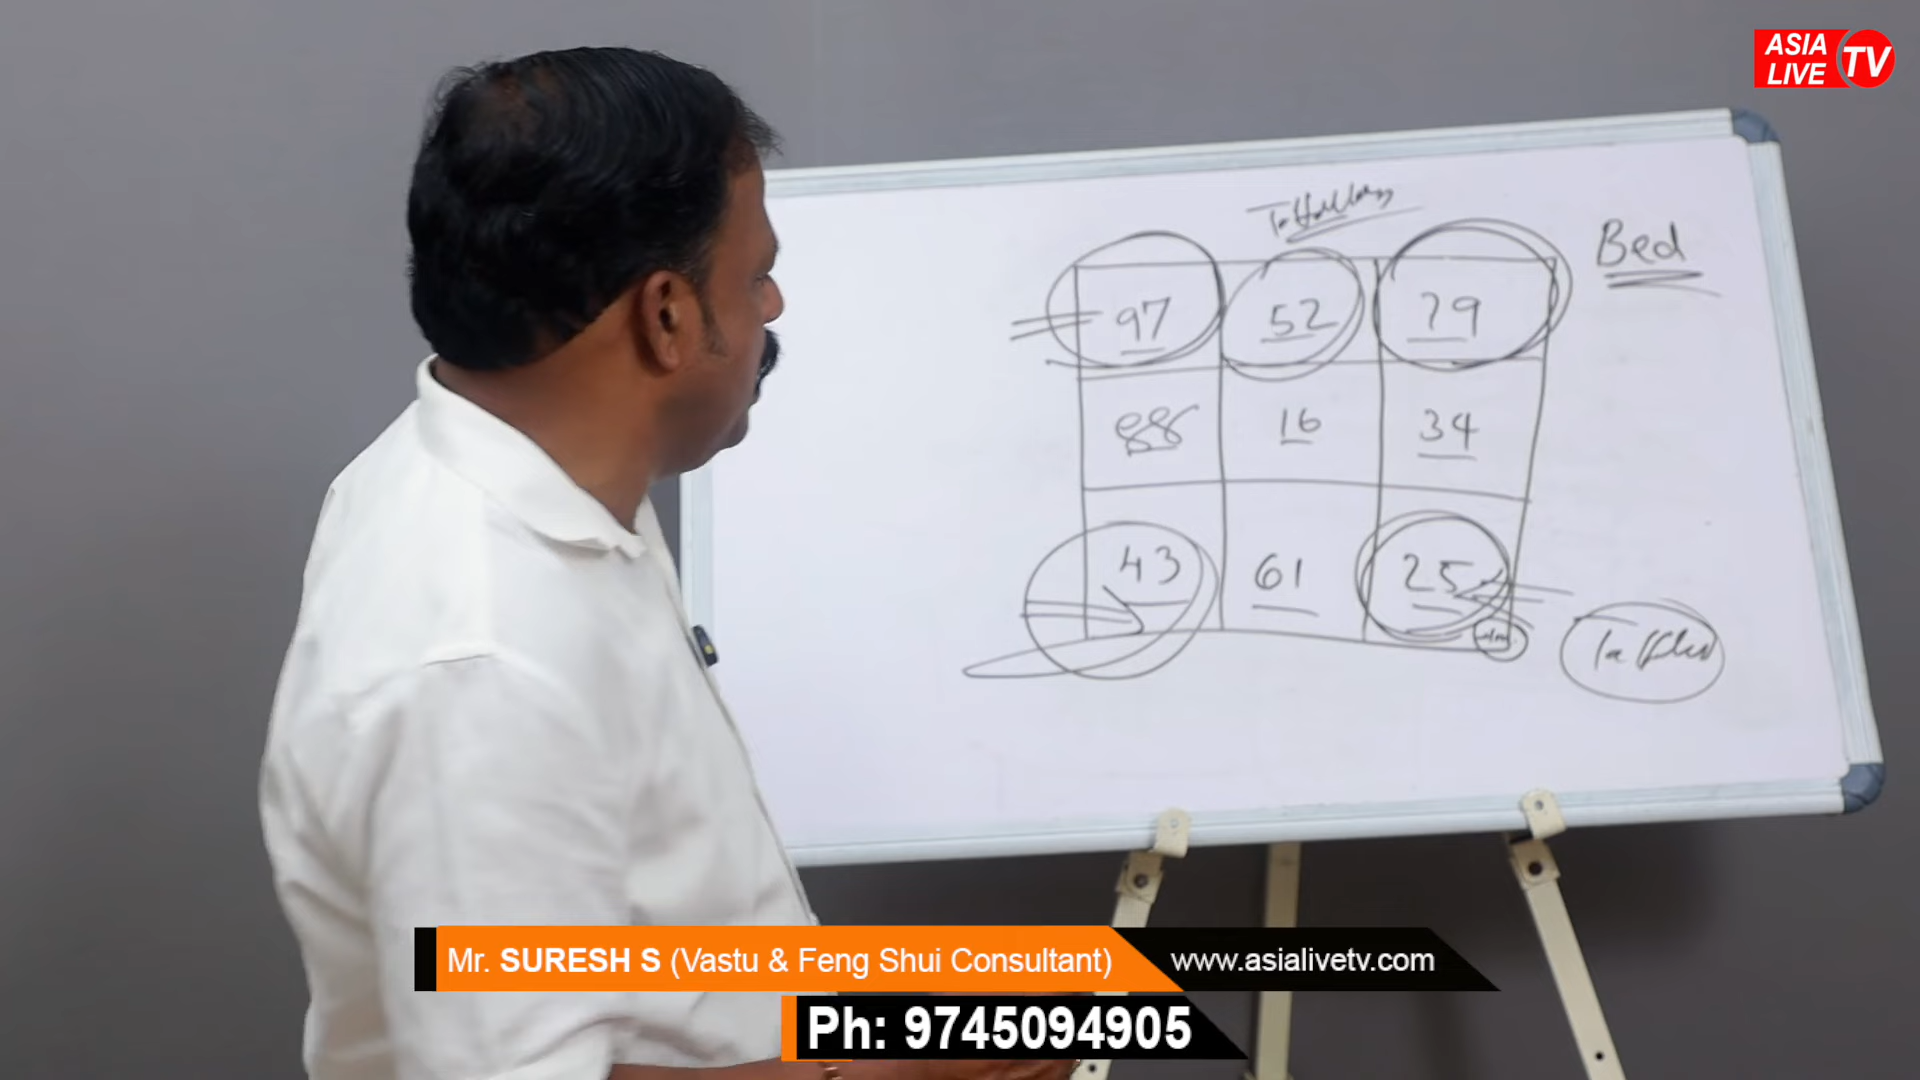 ASIA
LIVE TV
Bed
97 52 79
88 16 34
43 61 25
Mr. SURESH S (Vastu & Feng Shui Consultant) www.asialivetv.com
Ph: 9745094905